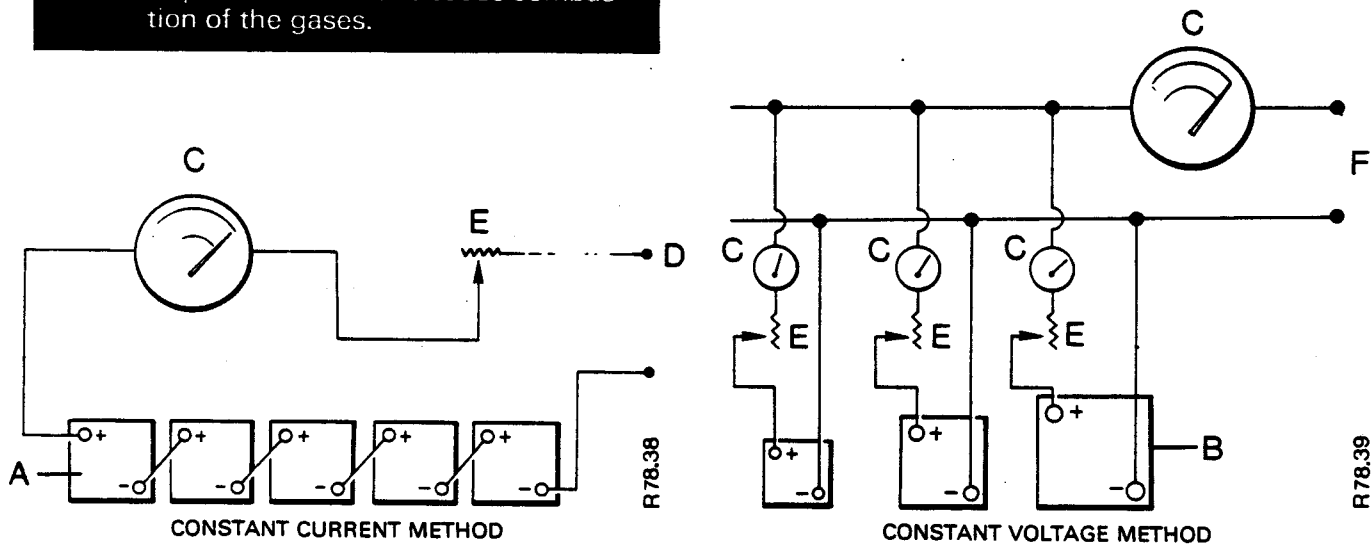 tion of the gases.
C
E
D
A
+ + + + +
- - - - -
CONSTANT CURRENT METHOD
R78.38
C
F
C C C
E E E
+ + +
- - -
B
CONSTANT VOLTAGE METHOD
R78.39